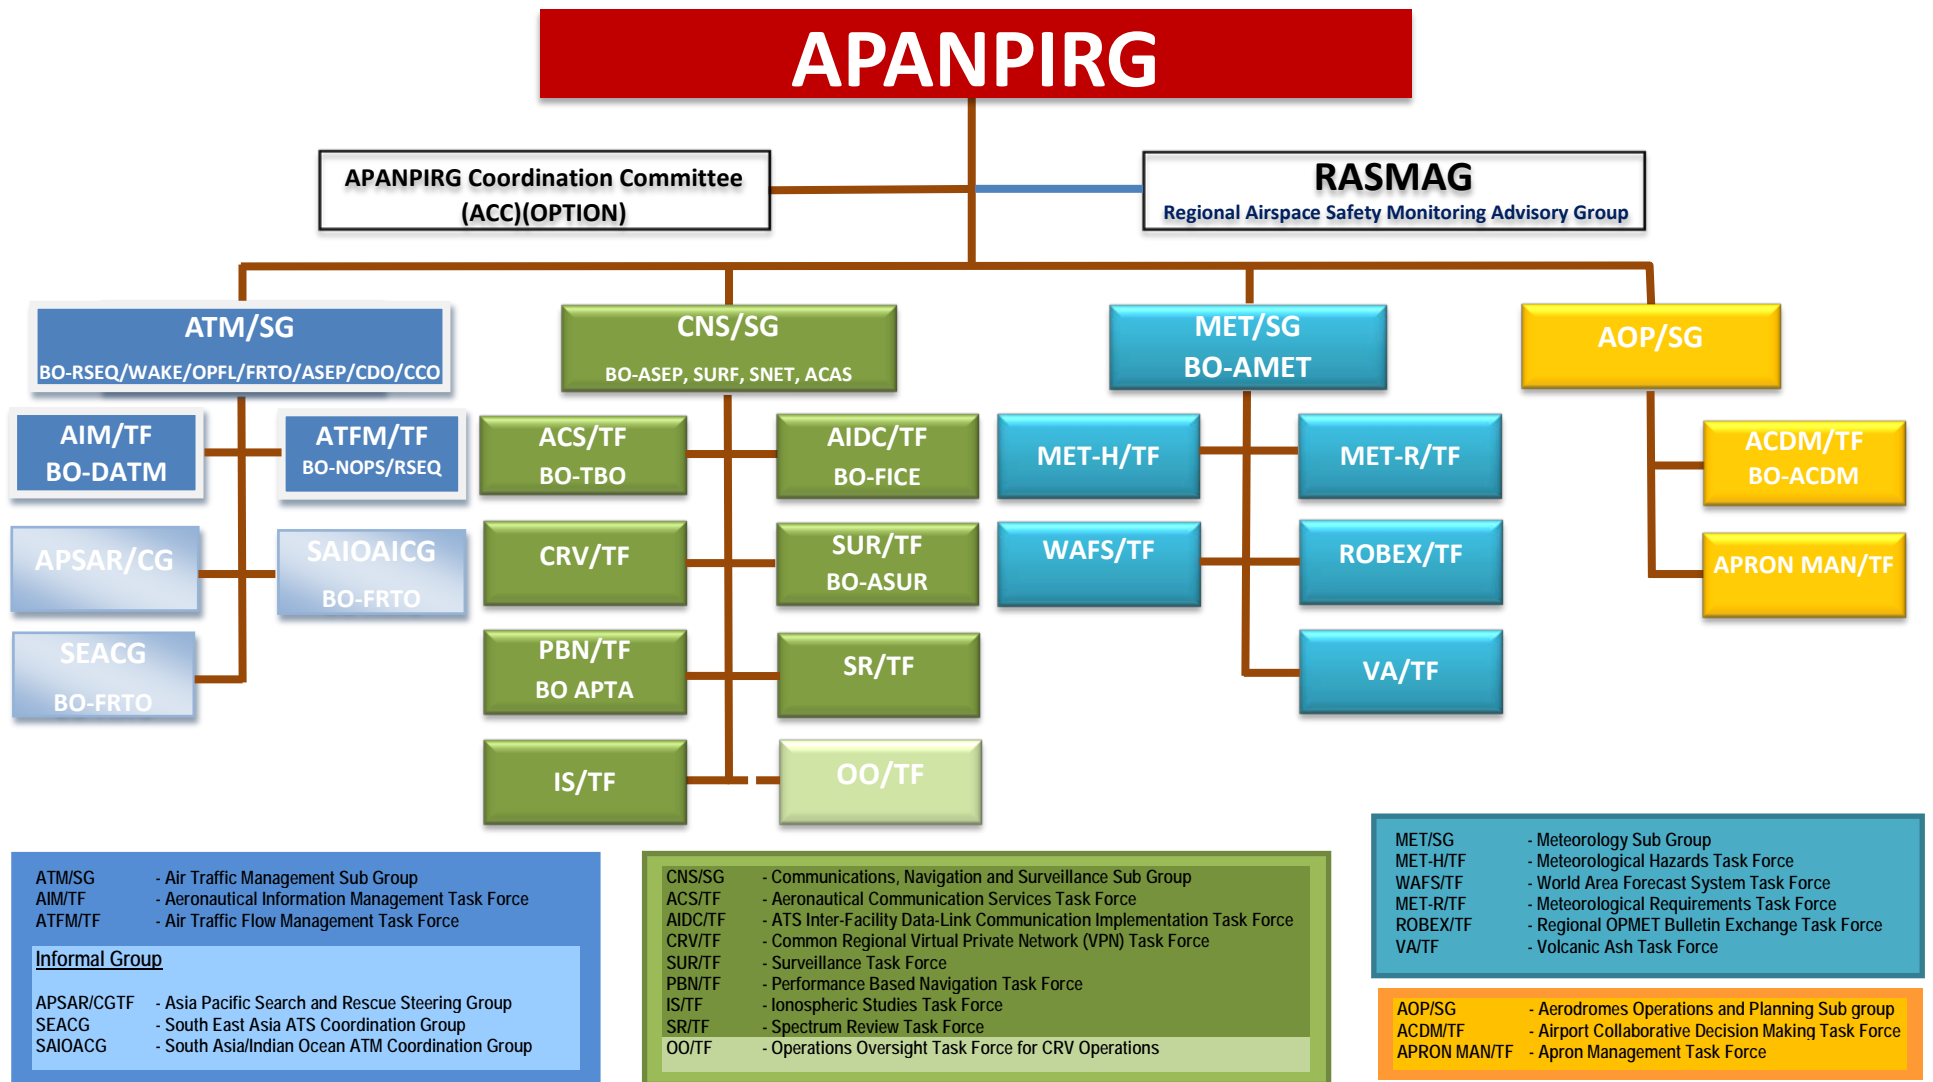 APANPIRG
APANPIRG Coordination Committee
(ACC)(OPTION)
RASMAG
Regional Airspace Safety Monitoring Advisory Group
ATM/SG
BO-RSEQ/WAKE/OPFL/FRTO/ASEP/CDO/CCO
AIM/TF
BO-DATM
ATFM/TF
BO-NOPS/RSEQ
APSAR/CG
SAIOAICG
BO-FRTO
SEACG
BO-FRTO
CNS/SG
BO-ASEP, SURF, SNET, ACAS
ACS/TF
BO-TBO
AIDC/TF
BO-FICE
CRV/TF
SUR/TF
BO-ASUR
PBN/TF
BO APTA
SR/TF
IS/TF
OO/TF
MET/SG
BO-AMET
MET-H/TF
MET-R/TF
WAFS/TF
ROBEX/TF
VA/TF
AOP/SG
ACDM/TF
BO-ACDM
APRON MAN/TF
ATM/SG - Air Traffic Management Sub Group
AIM/TF - Aeronautical Information Management Task Force
ATFM/TF - Air Traffic Flow Management Task Force
Informal Group
APSAR/CGTF - Asia Pacific Search and Rescue Steering Group
SEACG - South East Asia ATS Coordination Group
SAIOACG - South Asia/Indian Ocean ATM Coordination Group
CNS/SG - Communications, Navigation and Surveillance Sub Group
ACS/TF - Aeronautical Communication Services Task Force
AIDC/TF - ATS Inter-Facility Data-Link Communication Implementation Task Force
CRV/TF - Common Regional Virtual Private Network (VPN) Task Force
SUR/TF - Surveillance Task Force
PBN/TF - Performance Based Navigation Task Force
IS/TF - Ionospheric Studies Task Force
SR/TF - Spectrum Review Task Force
OO/TF - Operations Oversight Task Force for CRV Operations
MET/SG - Meteorology Sub Group
MET-H/TF - Meteorological Hazards Task Force
WAFS/TF - World Area Forecast System Task Force
MET-R/TF - Meteorological Requirements Task Force
ROBEX/TF - Regional OPMET Bulletin Exchange Task Force
VA/TF - Volcanic Ash Task Force
AOP/SG - Aerodromes Operations and Planning Sub group
ACDM/TF - Airport Collaborative Decision Making Task Force
APRON MAN/TF - Apron Management Task Force